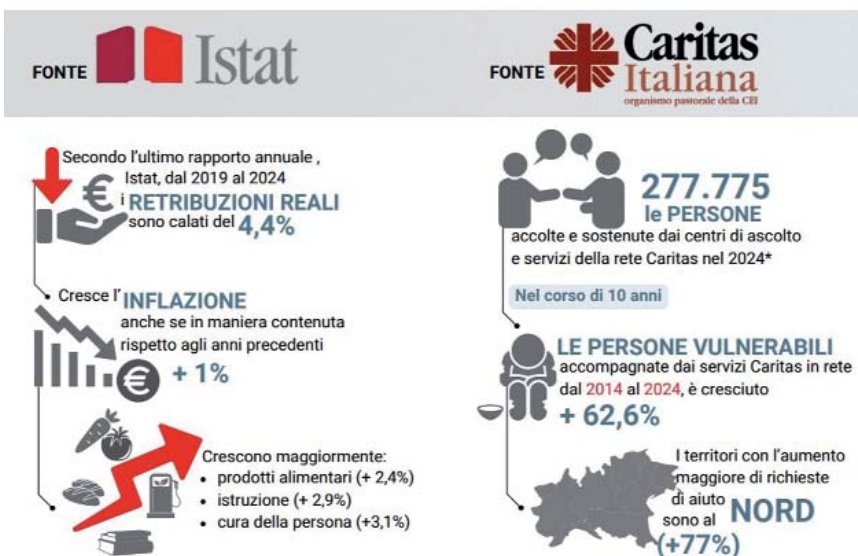 FONTE
Istat
Secondo l'ultimo rapporto annuale ,
Istat, dal 2019 al 2024
i RETRIBUZIONI REALI
sono calati del 4,4%
Cresce l' INFLAZIONE
anche se in maniera contenuta
rispetto agli anni precedenti
+ 1%
Crescono maggiormente:
• prodotti alimentari (+ 2,4%)
• istruzione (+ 2,9%)
• cura della persona (+3,1%)
FONTE
Caritas
Italiana
organismo pastorale della CEI
277.775
le PERSONE
accolte e sostenute dai centri di ascolto
e servizi della rete Caritas nel 2024*
Nel corso di 10 anni
LE PERSONE VULNERABILI
accompagnate dai servizi Caritas in rete
dal 2014 al 2024, è cresciuto
+ 62,6%
I territori con l'aumento
maggiore di richieste
di aiuto
sono al NORD
(+77%)